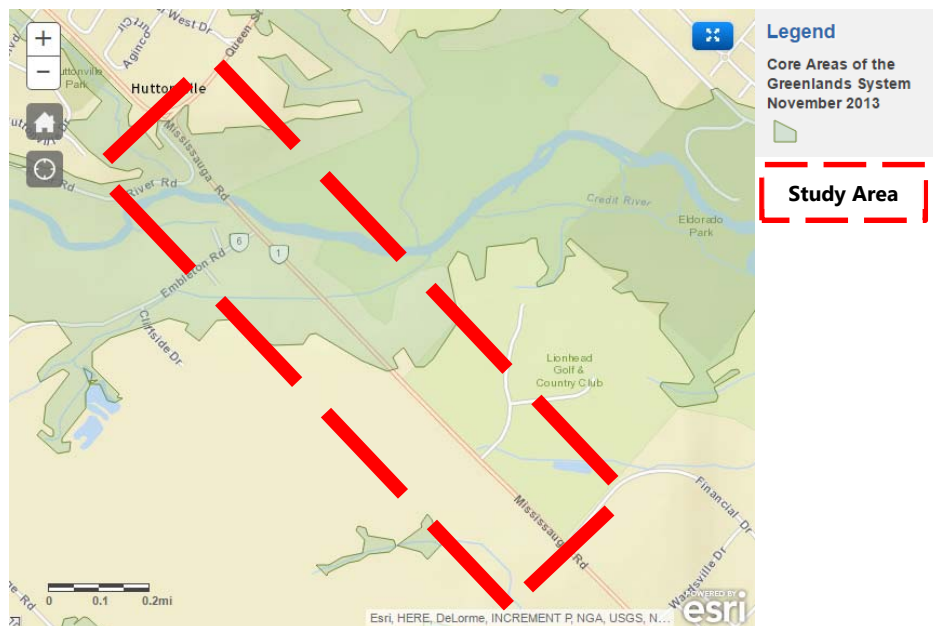 West Dr
Queen St
Aginco
+
−
Huttonville
Park
Mississauga Rd
River Rd
Rd
Credit River
Eldorado
Park
6
1
Embleton Rd
Cliffside Dr
Lionhead
Golf &
Country Club
Mississauga Rd
Financial Dr
Wardsville Dr
0 0.1 0.2mi
Esri, HERE, DeLorme, INCREMENT P, NGA, USGS, N...
POWERED BY
esri
Legend
Core Areas of the
Greenlands System
November 2013
Study Area